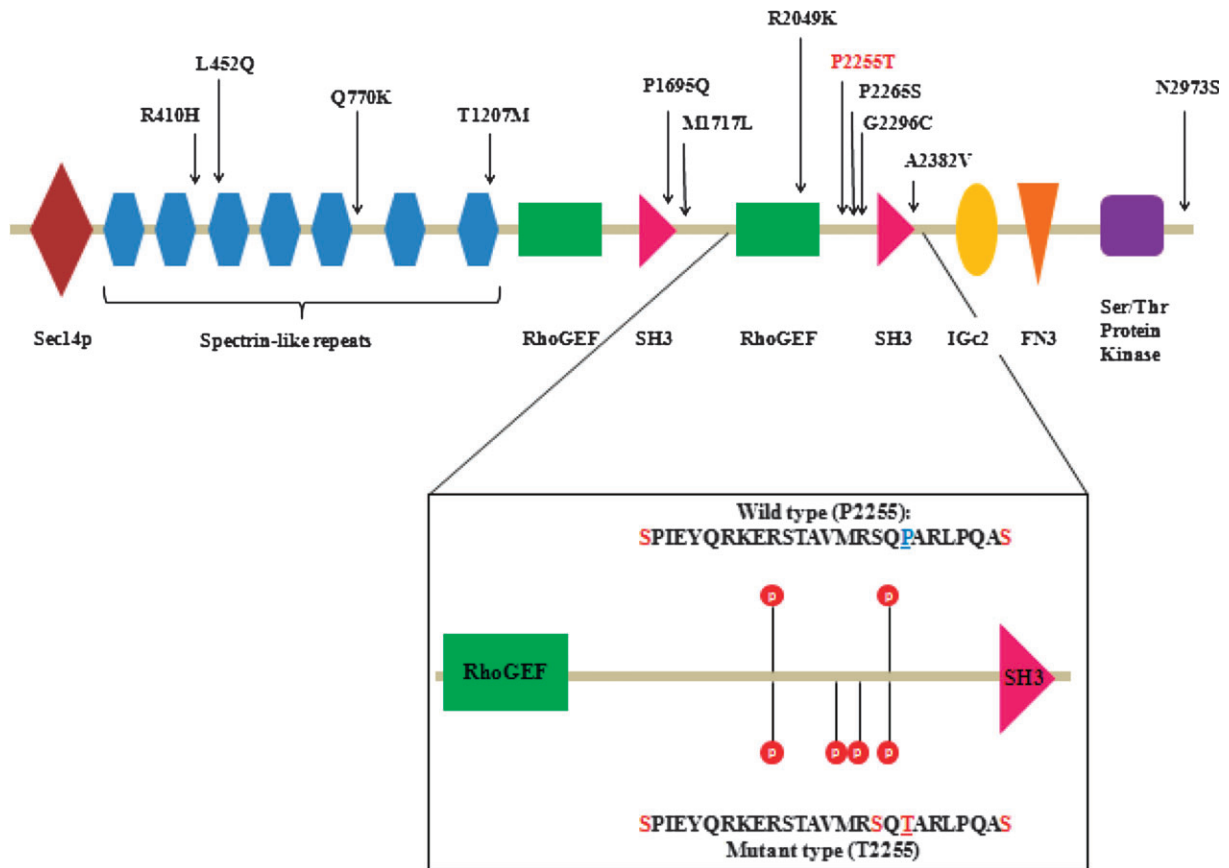 R2049K
L452Q
P2255T
Q770K
P1695Q
P2265S
N2973S
R410H
T1207M
M1717L
G2296C
A2382V
Sec14p
Spectrin-like repeats
RhoGEF
SH3
RhoGEF
SH3
IGc2
FN3
Ser/Thr
Protein
Kinase
Wild type (P2255):
SPIEYQRKERSTAVMRSQPARLPQAS
p
p
RhoGEF
SH3
p
p
p
p
SPIEYQRKERSTAVMRSQTARLPQAS
Mutant type (T2255)